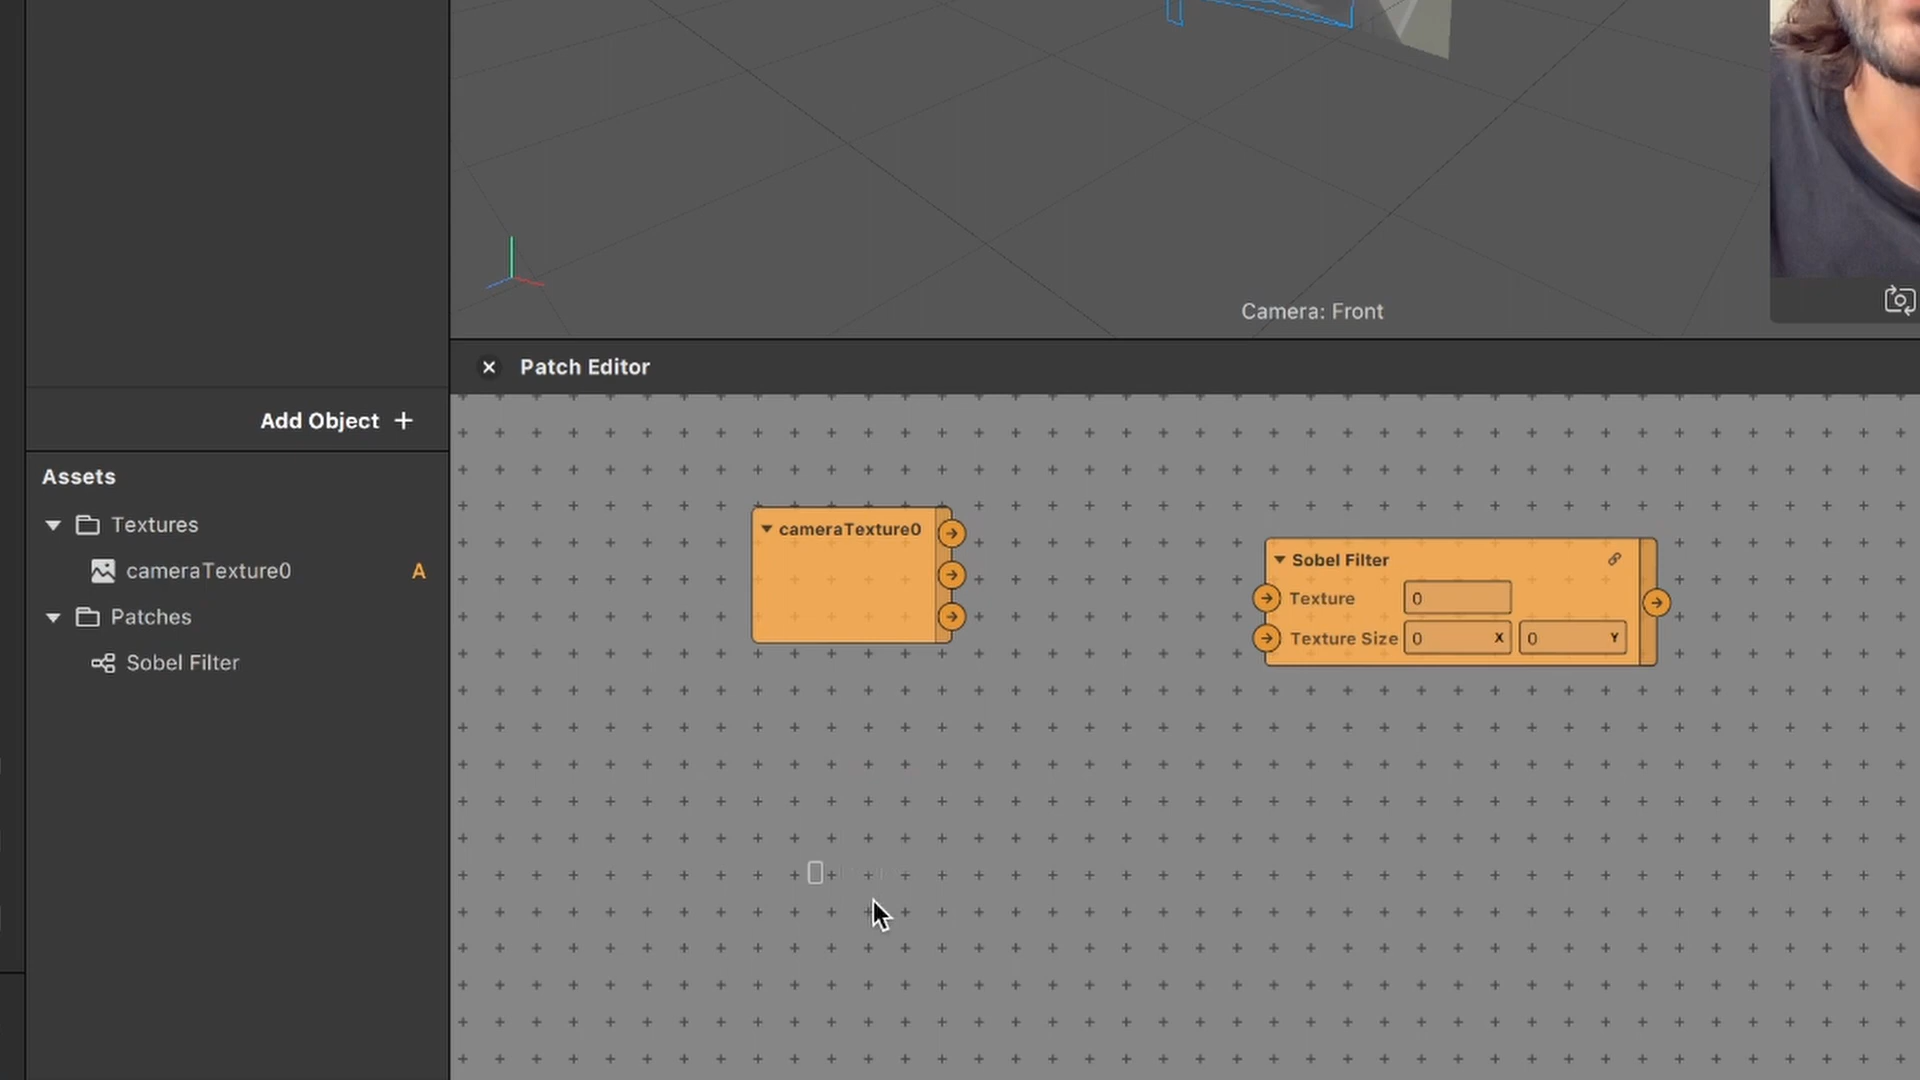 Camera: Front
Patch Editor
Add Object +
Assets
Textures
cameraTexture0 A
Patches
Sobel Filter
cameraTexture0
Sobel Filter
Texture 0
Texture Size 0 X 0 Y